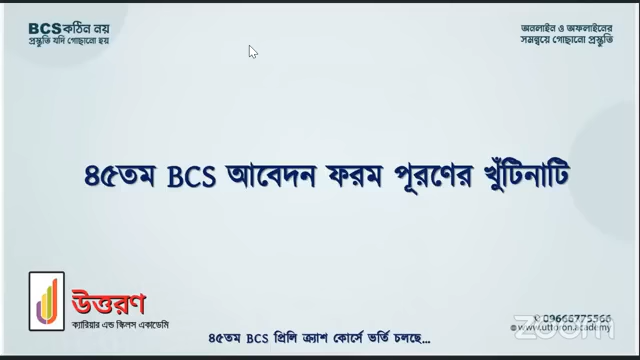 BCS কঠিন নয়
প্রস্তুতি যদি গোছানো হয়
অনলাইন ও অফলাইনের
সমন্বয়ে গোছানো প্রস্তুতি
৪৫তম BCS আবেদন ফরম পূরণের খুঁটিনাটি
উত্তরণ
ক্যারিয়ার এন্ড স্কিলস একাডেমি
৪৫তম BCS প্রিলি ক্র্যাশ কোর্সে ভর্তি চলছে...
09666775566
www.uttoron.academy
zoom